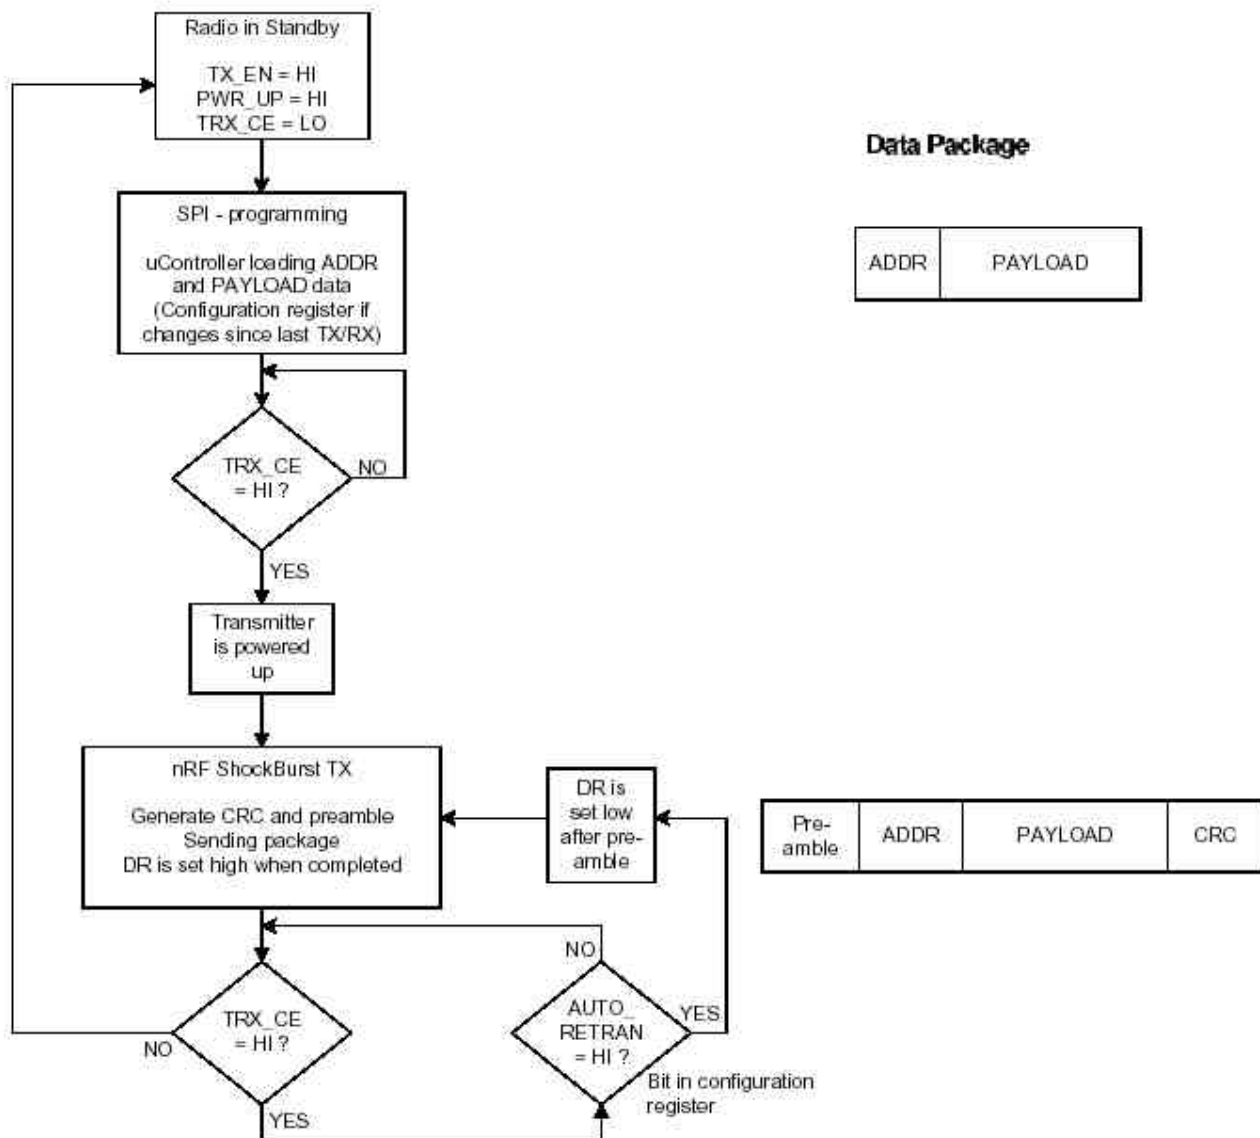 Radio in Standby
TX_EN = HI
PWR_UP = HI
TRX_CE = LO
Data Package
SPI - programming
uController loading ADDR
and PAYLOAD data
(Configuration register if
changes since last TX/RX)
ADDR
PAYLOAD
TRX_CE
= HI ?
NO
YES
Transmitter
is powered
up
nRF ShockBurst TX
Generate CRC and preamble
Sending package
DR is set high when completed
DR is
set low
after pre-
amble
Pre-
amble
ADDR
PAYLOAD
CRC
NO
TRX_CE
= HI ?
NO
AUTO_
RETRAN
= HI ?
YES
Bit in configuration
register
YES